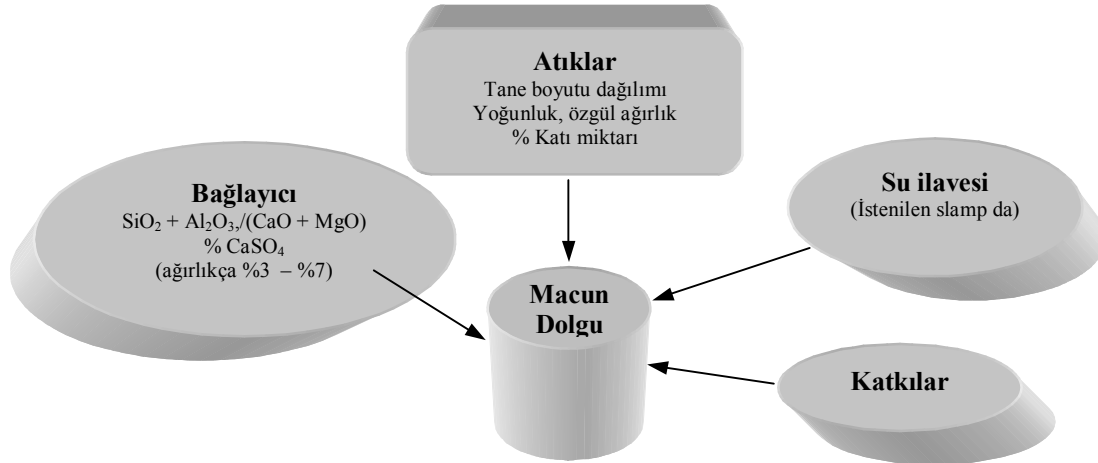 Atıklar
Tane boyutu dağılımı
Yoğunluk, özgül ağırlık
% Katı miktarı
Bağlayıcı
SiO₂ + Al₂O₃,/(CaO + MgO)
% CaSO₄
(ağırlıkça %3 – %7)
Su ilavesi
(İstenilen slamp da)
Macun
Dolgu
Katkılar